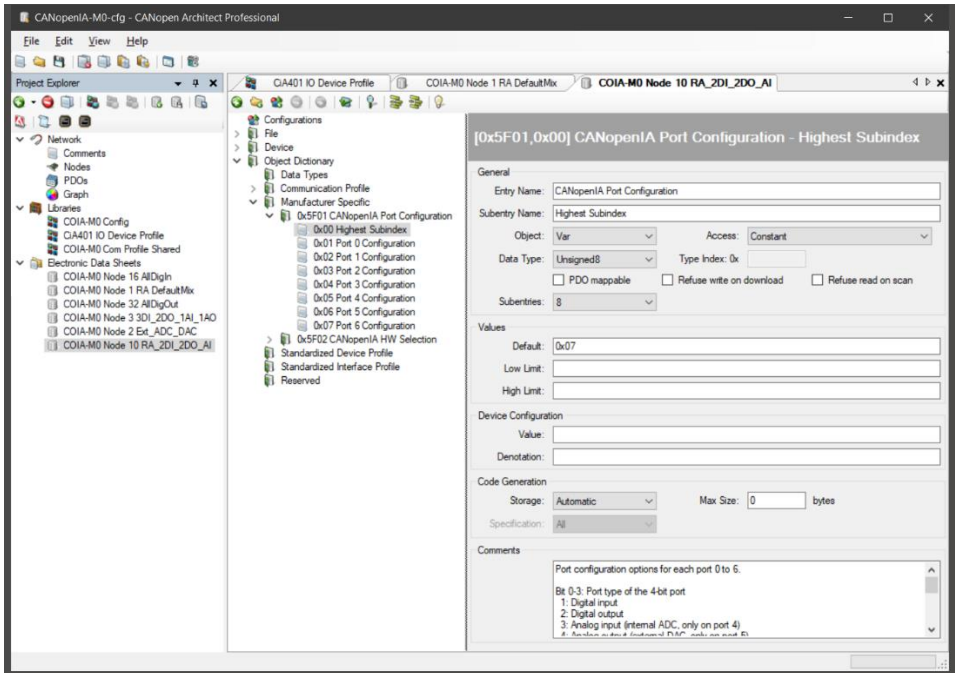 CANopenIA-M0-cfg - CANopen Architect Professional
File Edit View Help
Project Explorer
Network
Comments
Nodes
PDOs
Graph
Libraries
COIA-M0 Config
CiA401 IO Device Profile
COIA-M0 Com Profile Shared
Electronic Data Sheets
COIA-M0 Node 16 AllDigIn
COIA-M0 Node 1 RA DefaultMix
COIA-M0 Node 32 AllDigOut
COIA-M0 Node 3 3DI_2DO_1AI_1AO
COIA-M0 Node 2 Ext_ADC_DAC
COIA-M0 Node 10 RA_2DI_2DO_AI
CiA401 IO Device Profile
COIA-M0 Node 1 RA DefaultMix
COIA-M0 Node 10 RA_2DI_2DO_AI
Configurations
File
Device
Object Dictionary
Data Types
Communication Profile
Manufacturer Specific
0x5F01 CANopenIA Port Configuration
0x00 Highest Subindex
0x01 Port 0 Configuration
0x02 Port 1 Configuration
0x03 Port 2 Configuration
0x04 Port 3 Configuration
0x05 Port 4 Configuration
0x06 Port 5 Configuration
0x07 Port 6 Configuration
0x5F02 CANopenIA HW Selection
Standardized Device Profile
Standardized Interface Profile
Reserved
[0x5F01,0x00] CANopenIA Port Configuration - Highest Subindex
General
Entry Name: CANopenIA Port Configuration
Subentry Name: Highest Subindex
Object: Var Access: Constant
Data Type: Unsigned8 Type Index: 0x
PDO mappable Refuse write on download Refuse read on scan
Subentries: 8
Values
Default: 0x07
Low Limit:
High Limit:
Device Configuration
Value:
Denotation:
Code Generation
Storage: Automatic Max Size: 0 bytes
Specification: All
Comments
Port configuration options for each port 0 to 6.
Bit 0-3: Port type of the 4-bit port
1: Digital input
2: Digital output
3: Analog input (internal ADC, only on port 4)
4: Analog output (external DAC, only on port 5)